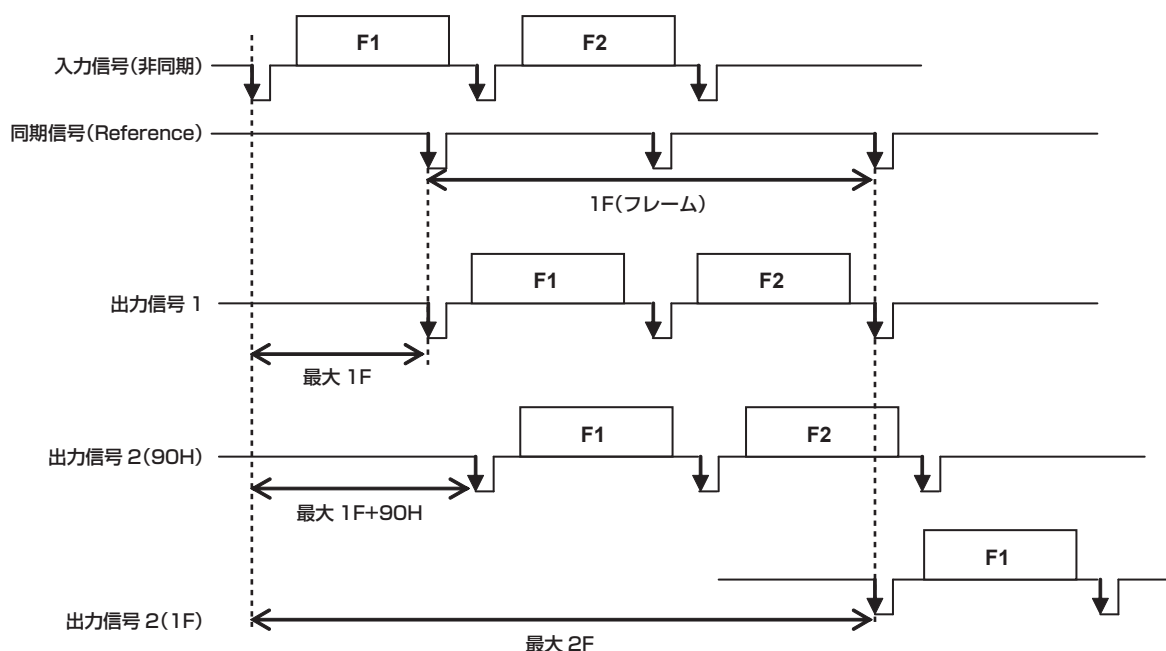 F1
F2
入力信号(非同期)
同期信号(Reference)
1F(フレーム)
F1
F2
出力信号 1
最大 1F
F1
F2
出力信号 2(90H)
最大 1F+90H
F1
出力信号 2(1F)
最大 2F